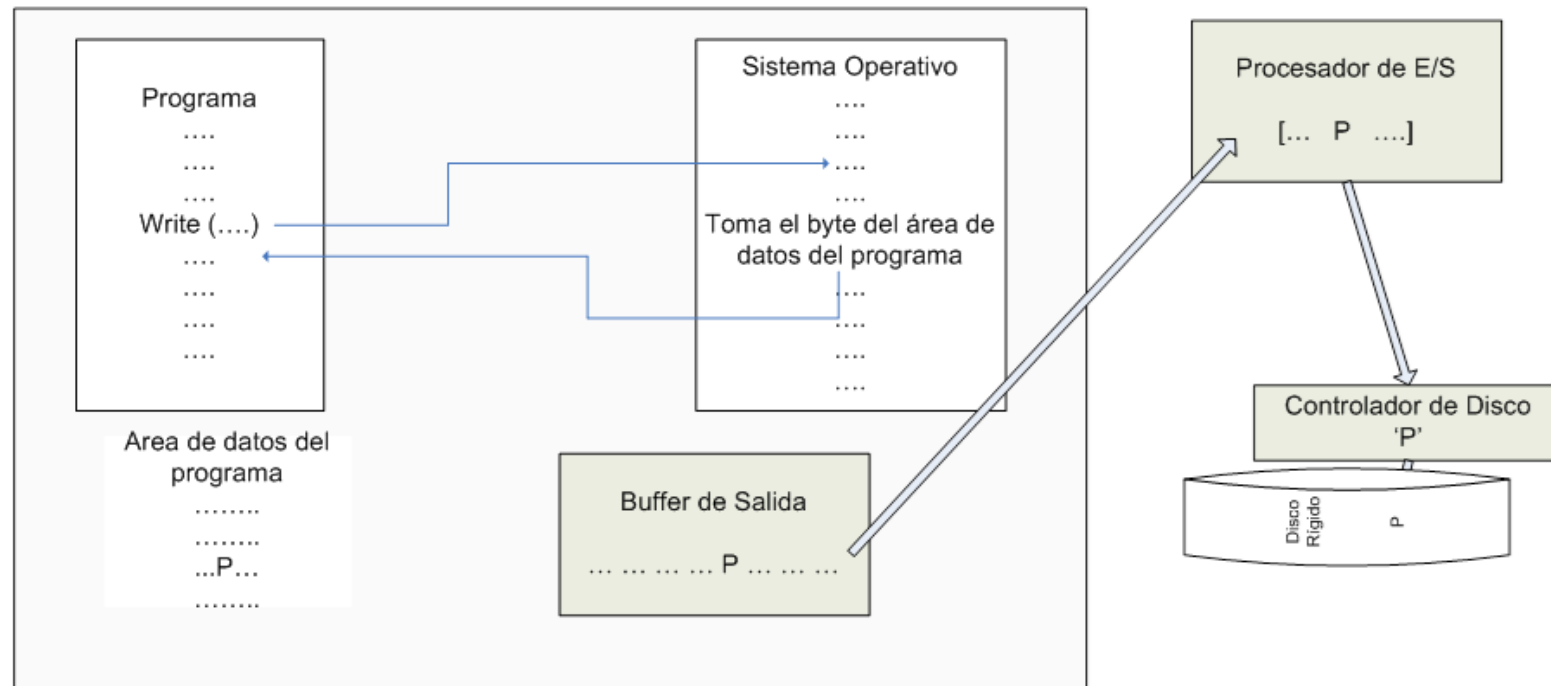 Programa
....
....
....
Write (....)
....
....
....
....
Area de datos del
programa
........
........
...P...
........
Sistema Operativo
....
....
....
....
Toma el byte del área de
datos del programa
....
....
....
....
Buffer de Salida
... ... ... ... P ... ... ...
Procesador de E/S
[... P ....]
Controlador de Disco
‘P’
Disco
Rígido
P